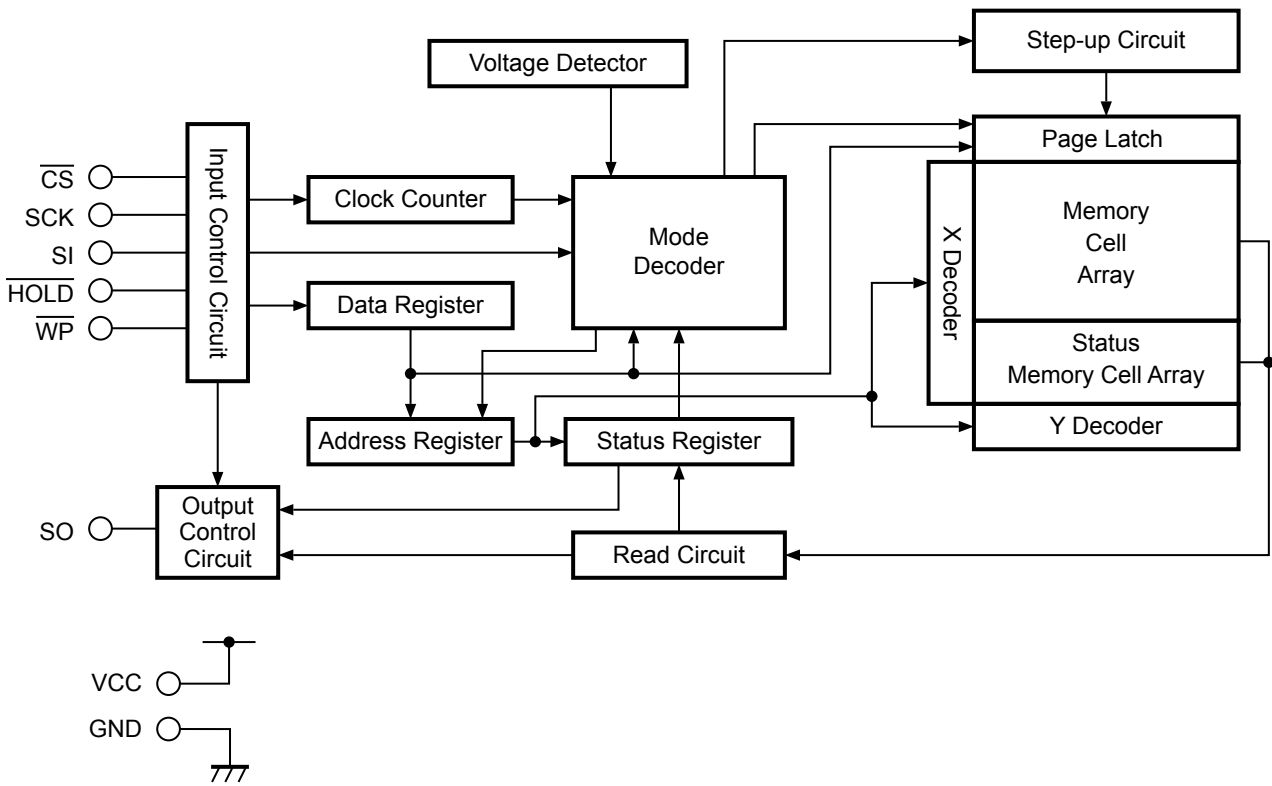 Step-up Circuit
Voltage Detector
Page Latch
Input Control Circuit
CS
SCK
SI
HOLD
WP
Clock Counter
Mode
Decoder
Data Register
X Decoder
Memory
Cell
Array
Status
Memory Cell Array
Y Decoder
Address Register
Status Register
SO
Output
Control
Circuit
Read Circuit
VCC
GND